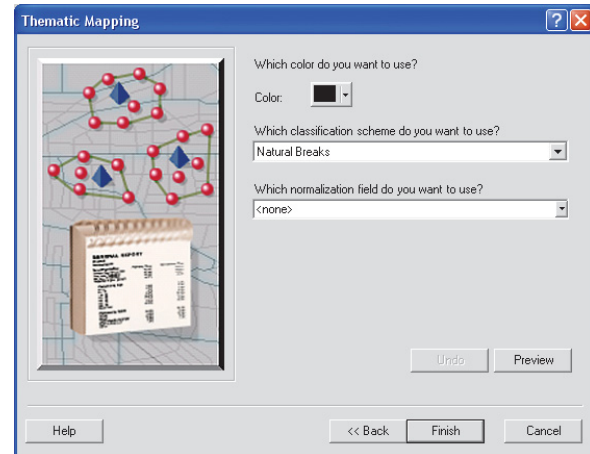 Thematic Mapping
Which color do you want to use?
Color:
Which classification scheme do you want to use?
Natural Breaks
Which normalization field do you want to use?
<none>
Undo
Preview
Help
<< Back
Finish
Cancel